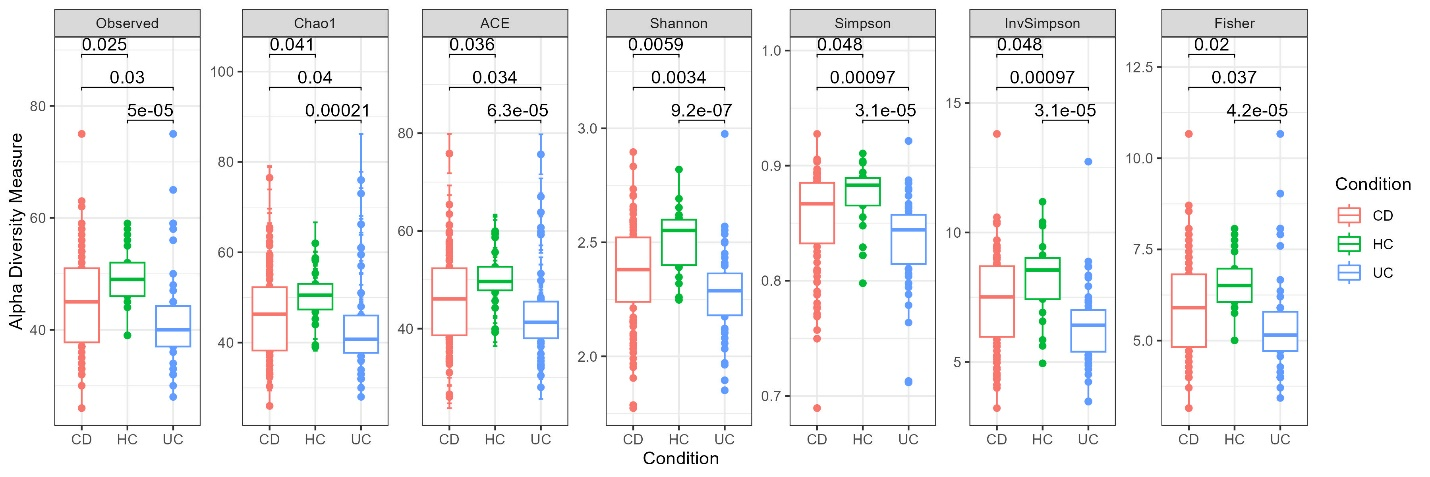 Observed Chao1 ACE Shannon Simpson InvSimpson Fisher
0.025 0.041 0.036 0.0059 0.048 0.048 0.02
0.03 0.04 0.034 0.0034 0.00097 0.00097 0.037
5e-05 0.00021 6.3e-05 9.2e-07 3.1e-05 3.1e-05 4.2e-05
Alpha Diversity Measure
80
60
40
100
80
60
40
80
60
40
3.0
2.5
2.0
1.0
0.9
0.8
0.7
15
10
5
12.5
10.0
7.5
5.0
CD HC UC CD HC UC CD HC UC CD HC UC CD HC UC CD HC UC CD HC UC
Condition
Condition
CD
HC
UC